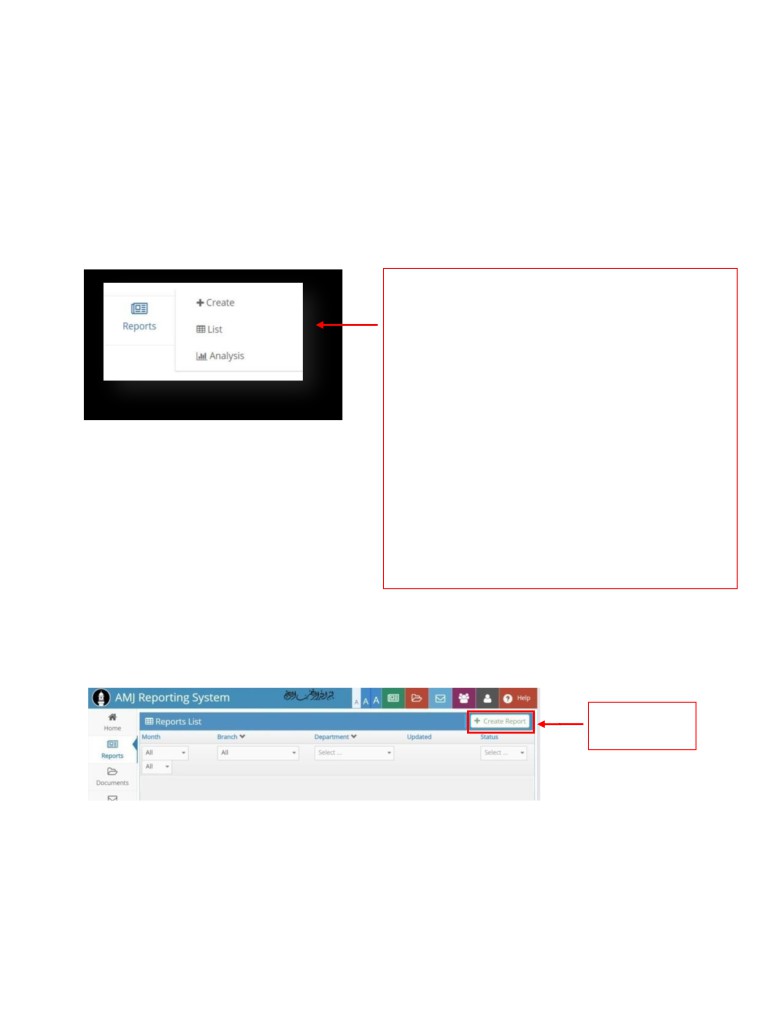 Create
List
Reports
Analysis
AMJ Reporting System
A A A
Help
Home
Reports List
Create Report
Month
Branch
Department
Updated
Status
Reports
All
All
Select ...
Select ...
All
Documents